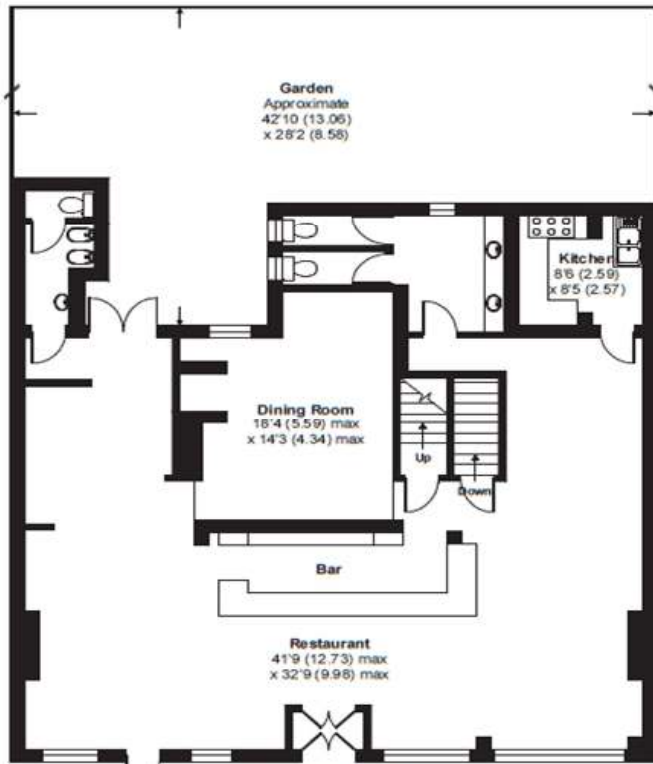 Garden
Approximate
42'10 (13.06)
x 28'2 (8.58)
Kitchen
8'6 (2.59)
x 8'5 (2.57)
Dining Room
18'4 (5.59) max
x 14'3 (4.34) max
Up
Down
Bar
Restaurant
41'9 (12.73) max
x 32'9 (9.98) max